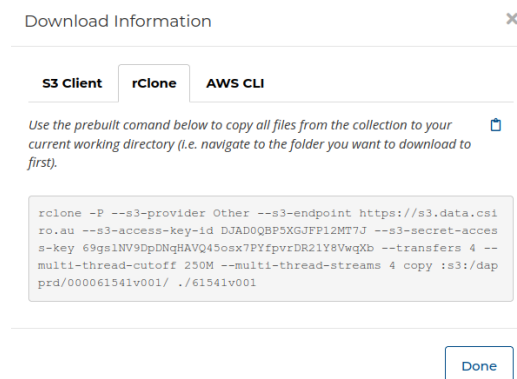 Download Information
×
S3 Client rClone AWS CLI
Use the prebuilt comand below to copy all files from the collection to your
current working directory (i.e. navigate to the folder you want to download to
first).
rclone -P --s3-provider Other --s3-endpoint https://s3.data.csi
ro.au --s3-access-key-id DJAD0QBP5XGJFP12MT7J --s3-secret-acces
s-key 69gs1NV9DpDNqHAVQ45osx7PYfpvrDR21Y8VwqXb --transfers 4 --
multi-thread-cutoff 250M --multi-thread-streams 4 copy :s3:/dap
prd/000061541v001/ ./61541v001
Done